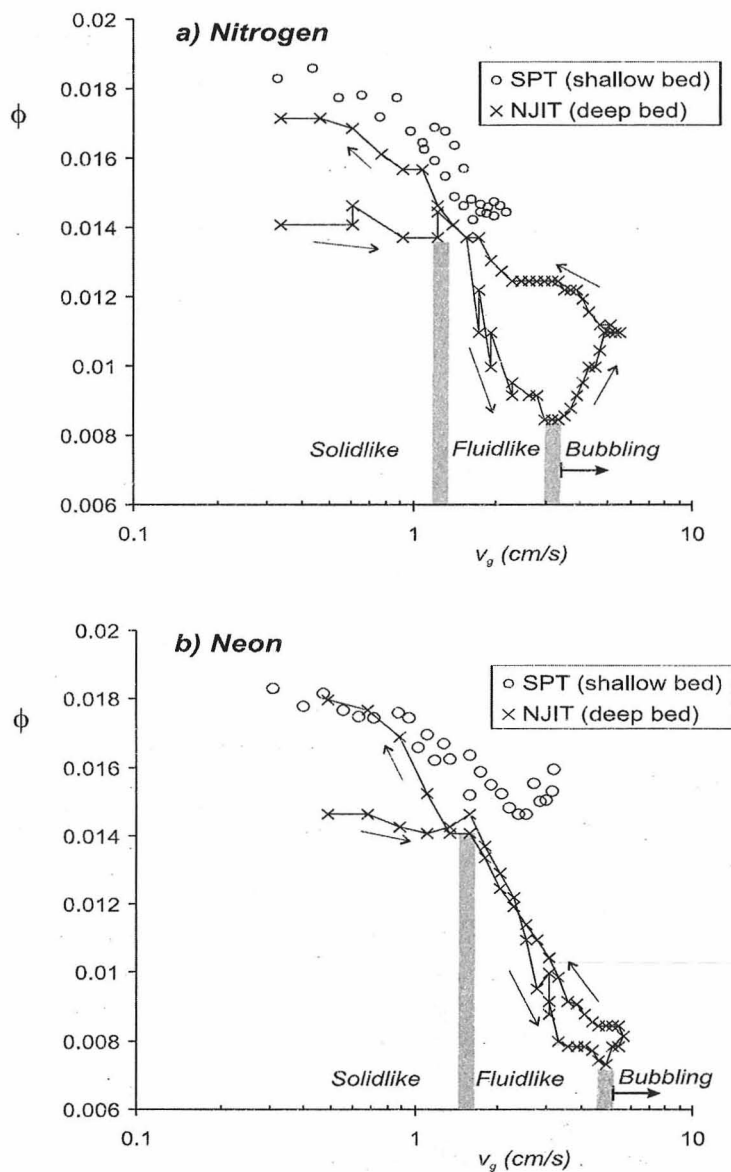 a) Nitrogen
○ SPT (shallow bed)
× NJIT (deep bed)
ϕ
0.02
0.018
0.016
0.014
0.012
0.01
0.008
0.006
Solidlike Fluidlike Bubbling
0.1 1 10
v_g (cm/s)
b) Neon
○ SPT (shallow bed)
× NJIT (deep bed)
ϕ
0.02
0.018
0.016
0.014
0.012
0.01
0.008
0.006
Solidlike Fluidlike Bubbling
0.1 1 10
v_g (cm/s)